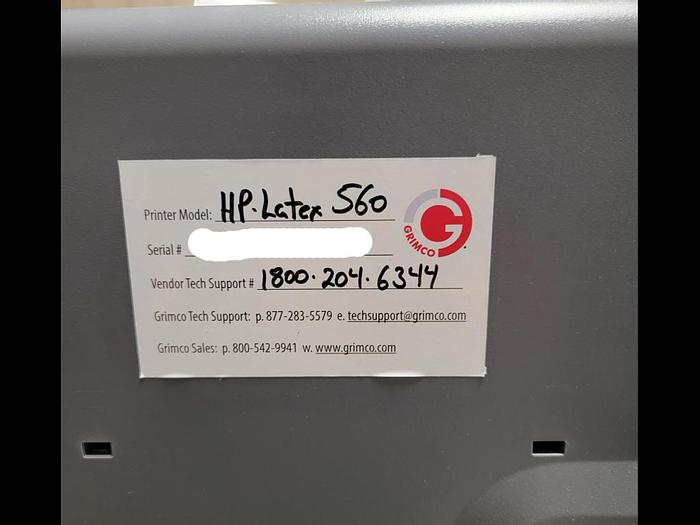 Printer Model: HP.Latex 560
GRIMCO
Serial #
Vendor Tech Support # 1800.204.6344
Grimco Tech Support: p. 877-283-5579 e. techsupport@grimco.com
Grimco Sales: p. 800-542-9941 w. www.grimco.com